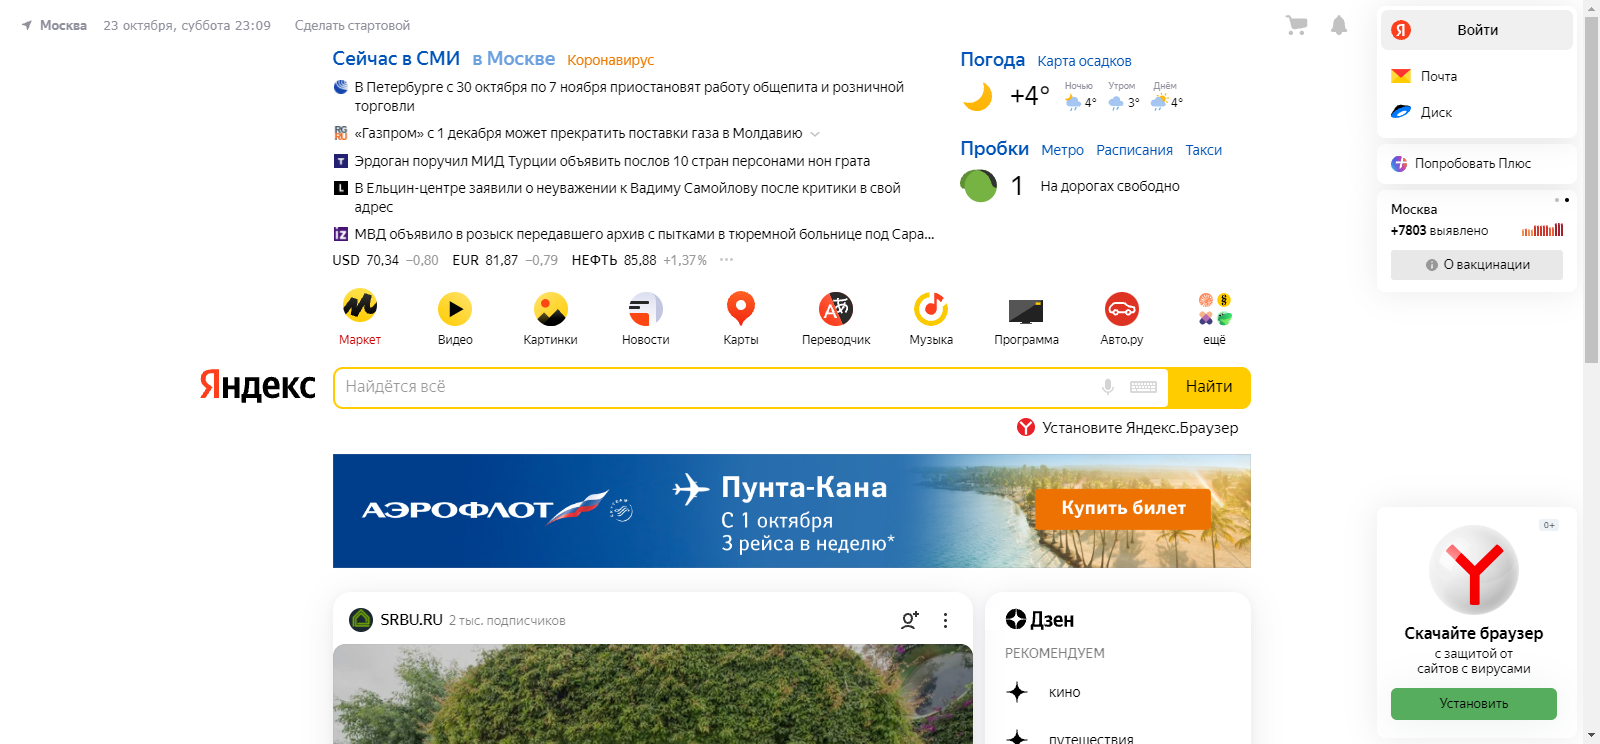 Москва 23 октября, суббота 23:09 Сделать стартовой
Сейчас в СМИ в Москве Коронавирус
В Петербурге с 30 октября по 7 ноября приостановят работу общепита и розничной
торговли
RG
RU
«Газпром» с 1 декабря может прекратить поставки газа в Молдавию
T
Эрдоган поручил МИД Турции объявить послов 10 стран персонами нон грата
L
В Ельцин-центре заявили о неуважении к Вадиму Самойлову после критики в свой
адрес
iz
МВД объявило в розыск передавшего архив с пытками в тюремной больнице под Сара...
USD 70,34 −0,80 EUR 81,87 −0,79 НЕФТЬ 85,88 +1,37% ···
Погода Карта осадков
+4°
Ночью Утром Днём
4° 3° 4°
Пробки Метро Расписания Такси
1 На дорогах свободно
Я Войти
Почта
Диск
Попробовать Плюс
Москва
+7803 выявлено
О вакцинации
Маркет Видео Картинки Новости Карты Переводчик Музыка Программа Авто.ру ещё
Яндекс
Найдётся всё
Найти
Установите Яндекс.Браузер
АЭРОФЛОТ
Пунта-Кана
С 1 октября
3 рейса в неделю*
Купить билет
SRBU.RU 2 тыс. подписчиков
Дзен
РЕКОМЕНДУЕМ
кино
путешествия
0+
Y
Скачайте браузер
с защитой от
сайтов с вирусами
Установить